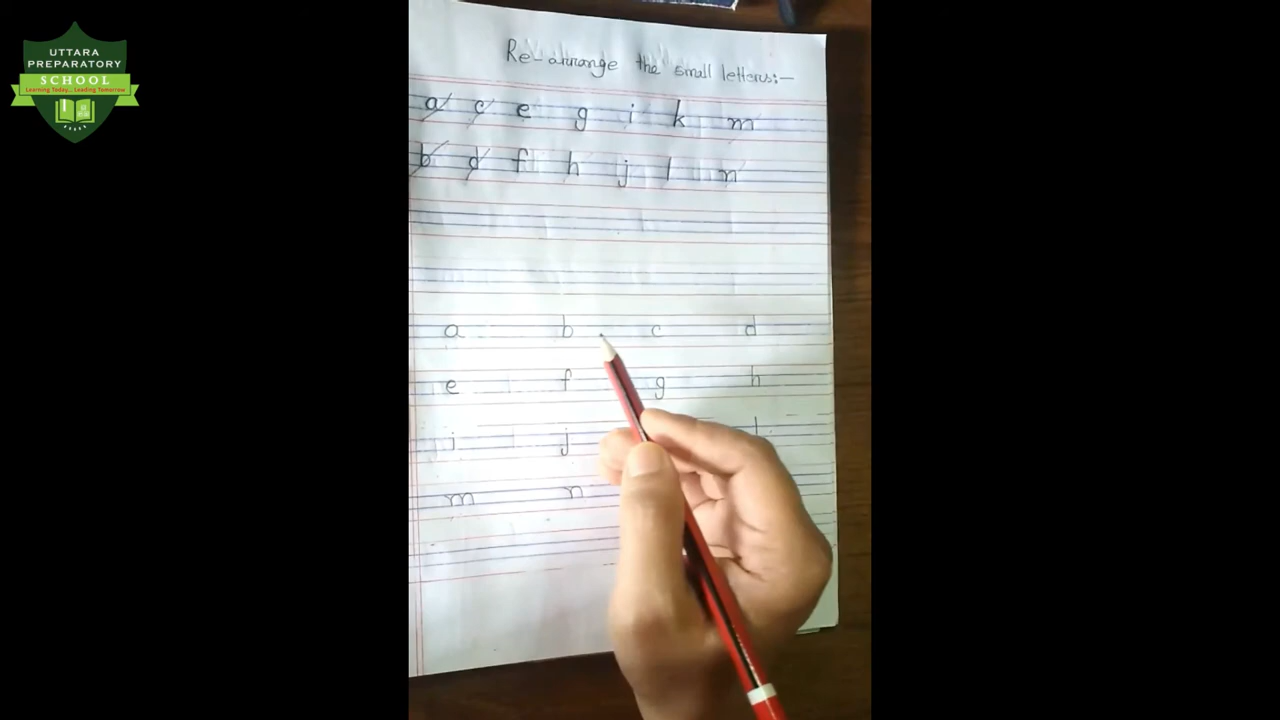 UTTARA
PREPARATORY
SCHOOL
Learning Today... Leading Tomorrow
Re-arrange the small letters:-
a c e g i k m
b d f h j l n
a b c d
e f g h
i j l
m n